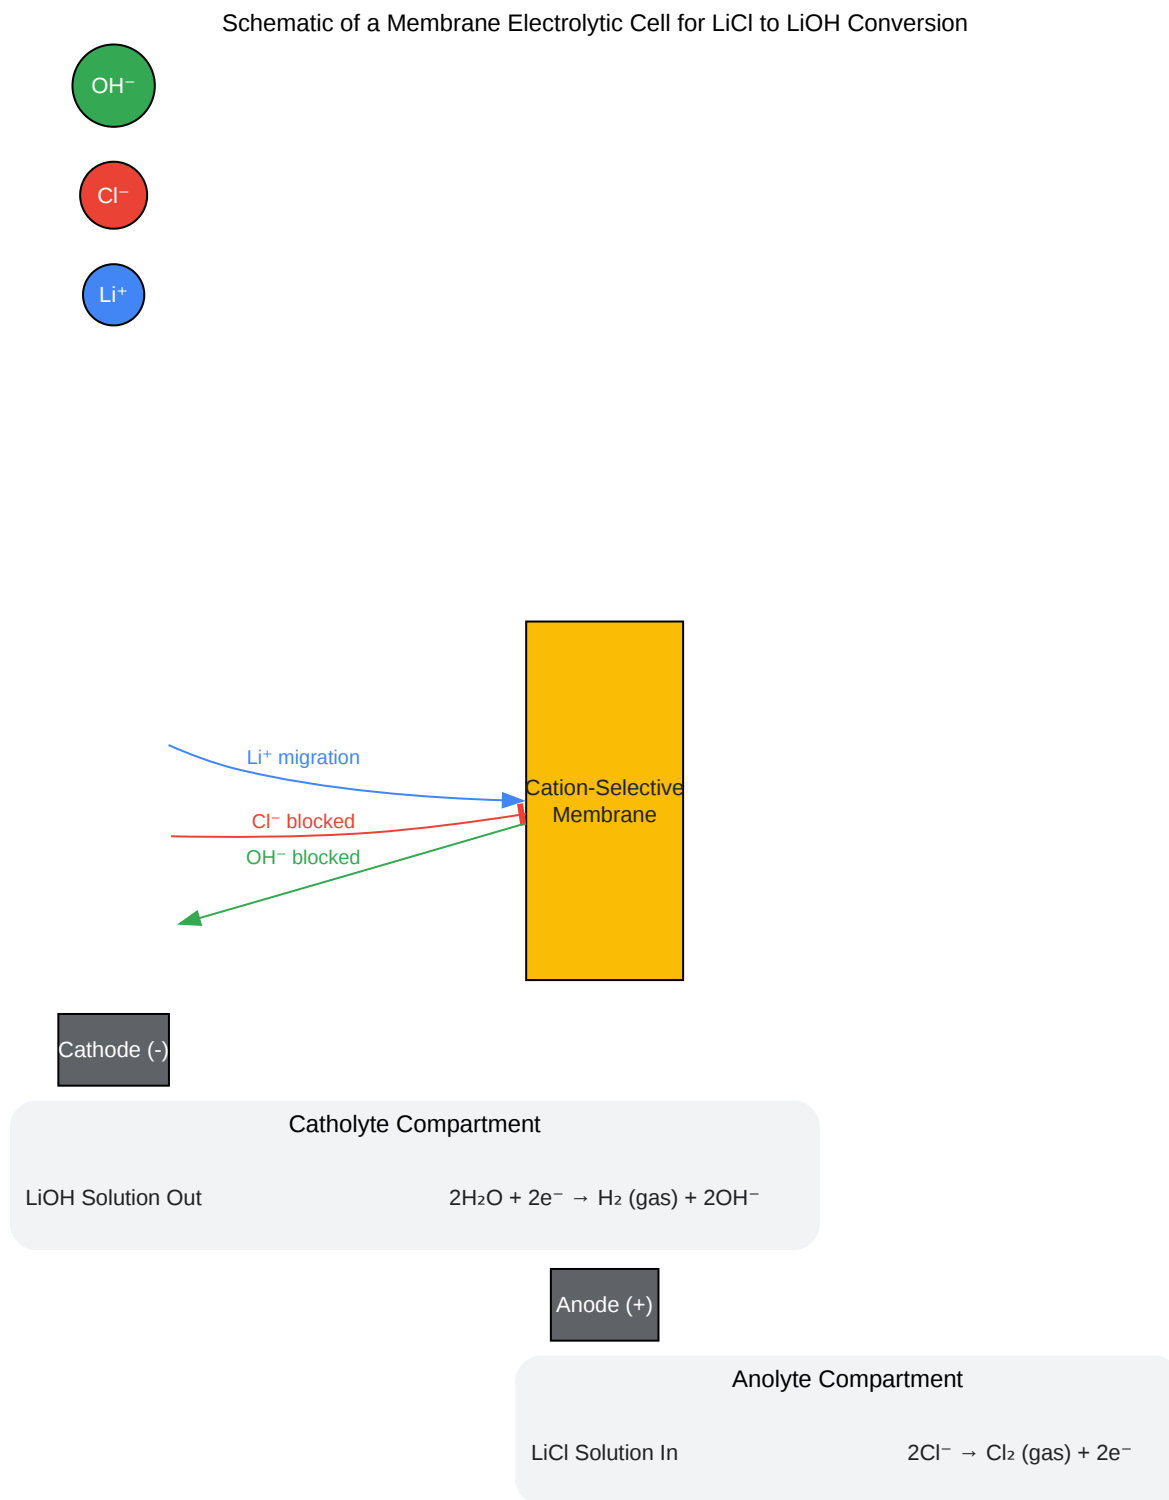 Schematic of a Membrane Electrolytic Cell for LiCl to LiOH Conversion
OH⁻
Cl⁻
Li⁺
Li⁺ migration
Cation-Selective
Membrane
Cl⁻ blocked
OH⁻ blocked
Cathode (-)
Catholyte Compartment
LiOH Solution Out
2H₂O + 2e⁻ → H₂ (gas) + 2OH⁻
Anode (+)
Anolyte Compartment
LiCl Solution In
2Cl⁻ → Cl₂ (gas) + 2e⁻